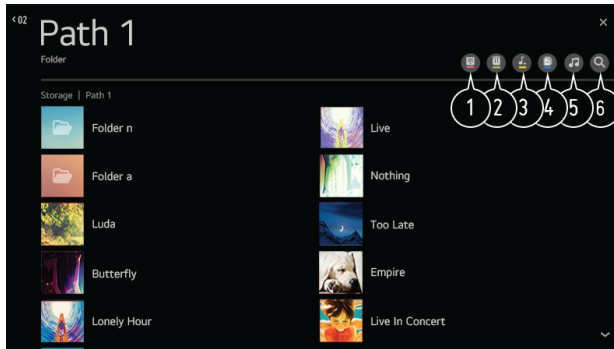 02
Path 1
Folder
1 2 3 4 5 6
Storage | Path 1
Folder n
Folder a
Luda
Butterfly
Lonely Hour
Live
Nothing
Too Late
Empire
Live In Concert